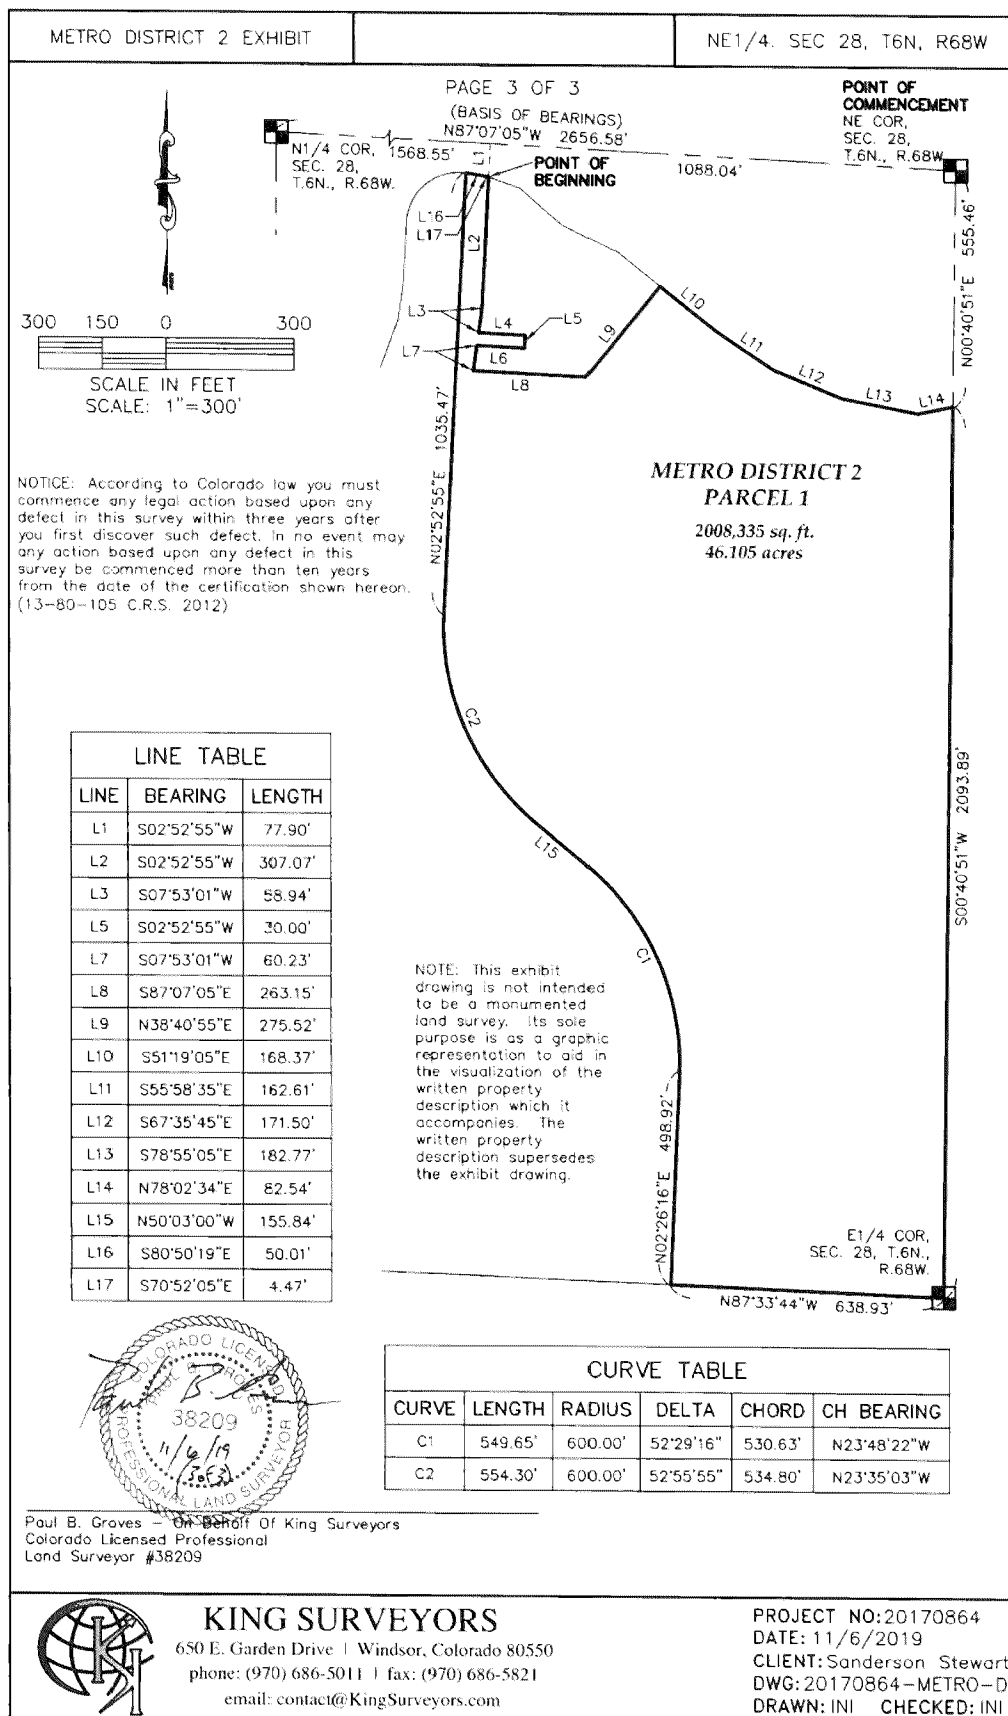 METRO DISTRICT 2 EXHIBIT
NE1/4. SEC 28, T6N, R68W
PAGE 3 OF 3
(BASIS OF BEARINGS)
N87°07'05"W 2656.58'
1568.55'
1088.04'
N1/4 COR,
SEC. 28,
T.6N., R.68W.
POINT OF
COMMENCEMENT
NE COR,
SEC. 28,
T.6N., R.68W.
POINT OF
BEGINNING
L1
L16
L17
L2
L3
L4
L5
L7
L6
L8
L9
L10
L11
L12
L13
L14
N00°40'51"E 555.46'
300 150 0 300
SCALE IN FEET
SCALE: 1"=300'
N02°52'55"E 1035.47'
METRO DISTRICT 2
PARCEL 1
2008,335 sq. ft.
46.105 acres
NOTICE: According to Colorado law you must
commence any legal action based upon any
defect in this survey within three years after
you first discover such defect. In no event may
any action based upon any defect in this
survey be commenced more than ten years
from the date of the certification shown hereon.
(13-80-105 C.R.S. 2012)
C2
L15
C1
S00°40'51"W 2093.89'
LINE TABLE
LINE BEARING LENGTH
L1 S02°52'55"W 77.90'
L2 S02°52'55"W 307.07'
L3 S07°53'01"W 58.94'
L5 S02°52'55"W 30.00'
L7 S07°53'01"W 60.23'
L8 S87°07'05"E 263.15'
L9 N38°40'55"E 275.52'
L10 S51°19'05"E 168.37'
L11 S55°58'35"E 162.61'
L12 S67°35'45"E 171.50'
L13 S78°55'05"E 182.77'
L14 N78°02'34"E 82.54'
L15 N50°03'00"W 155.84'
L16 S80°50'19"E 50.01'
L17 S70°52'05"E 4.47'
NOTE: This exhibit
drawing is not intended
to be a monumented
land survey. Its sole
purpose is as a graphic
representation to aid in
the visualization of the
written property
description which it
accompanies. The
written property
description supersedes
the exhibit drawing.
N02°26'16"E 498.92'
E1/4 COR,
SEC. 28, T.6N.,
R.68W.
N87°33'44"W 638.93'
COLORADO LICENSED
PAUL B. GROVES
38209
11/6/19
(3 of 3)
PROFESSIONAL LAND SURVEYOR
CURVE TABLE
CURVE LENGTH RADIUS DELTA CHORD CH BEARING
C1 549.65' 600.00' 52°29'16" 530.63' N23°48'22"W
C2 554.30' 600.00' 52°55'55" 534.80' N23°35'03"W
Paul B. Groves - On Behalf Of King Surveyors
Colorado Licensed Professional
Land Surveyor #38209
KING SURVEYORS
650 E. Garden Drive | Windsor, Colorado 80550
phone: (970) 686-5011 | fax: (970) 686-5821
email: contact@KingSurveyors.com
PROJECT NO:20170864
DATE: 11/6/2019
CLIENT: Sanderson Stewart
DWG: 20170864-METRO-D
DRAWN: INI CHECKED: INI